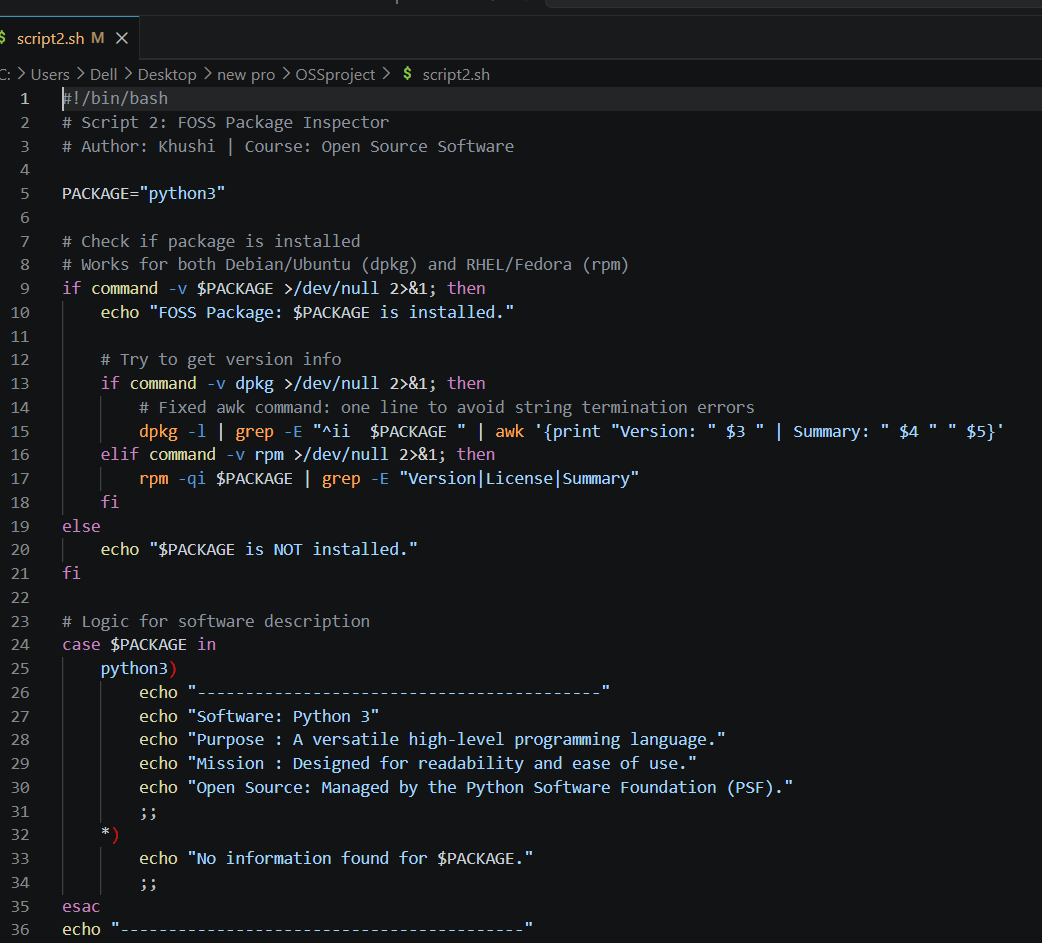 $ script2.sh M ×
C: > Users > Dell > Desktop > new pro > OSSproject > $ script2.sh
1 #!/bin/bash
2 # Script 2: FOSS Package Inspector
3 # Author: Khushi | Course: Open Source Software
4
5 PACKAGE="python3"
6
7 # Check if package is installed
8 # Works for both Debian/Ubuntu (dpkg) and RHEL/Fedora (rpm)
9 if command -v $PACKAGE >/dev/null 2>&1; then
10     echo "FOSS Package: $PACKAGE is installed."
11
12     # Try to get version info
13     if command -v dpkg >/dev/null 2>&1; then
14         # Fixed awk command: one line to avoid string termination errors
15         dpkg -l | grep -E "^ii  $PACKAGE " | awk '{print "Version: " $3 " | Summary: " $4 " " $5}'
16     elif command -v rpm >/dev/null 2>&1; then
17         rpm -qi $PACKAGE | grep -E "Version|License|Summary"
18     fi
19 else
20     echo "$PACKAGE is NOT installed."
21 fi
22
23 # Logic for software description
24 case $PACKAGE in
25     python3)
26         echo "------------------------------------------"
27         echo "Software: Python 3"
28         echo "Purpose : A versatile high-level programming language."
29         echo "Mission : Designed for readability and ease of use."
30         echo "Open Source: Managed by the Python Software Foundation (PSF)."
31         ;;
32     *)
33         echo "No information found for $PACKAGE."
34         ;;
35 esac
36 echo "------------------------------------------"